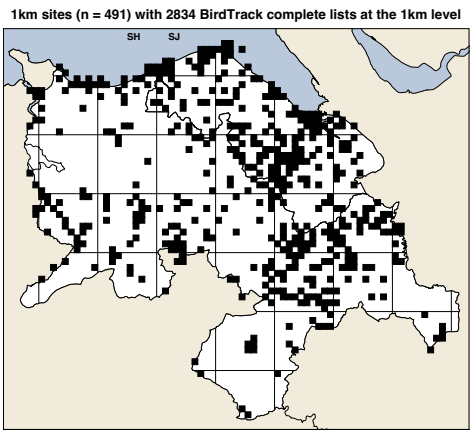 1km sites (n = 491) with 2834 BirdTrack complete lists at the 1km level
SH SJ